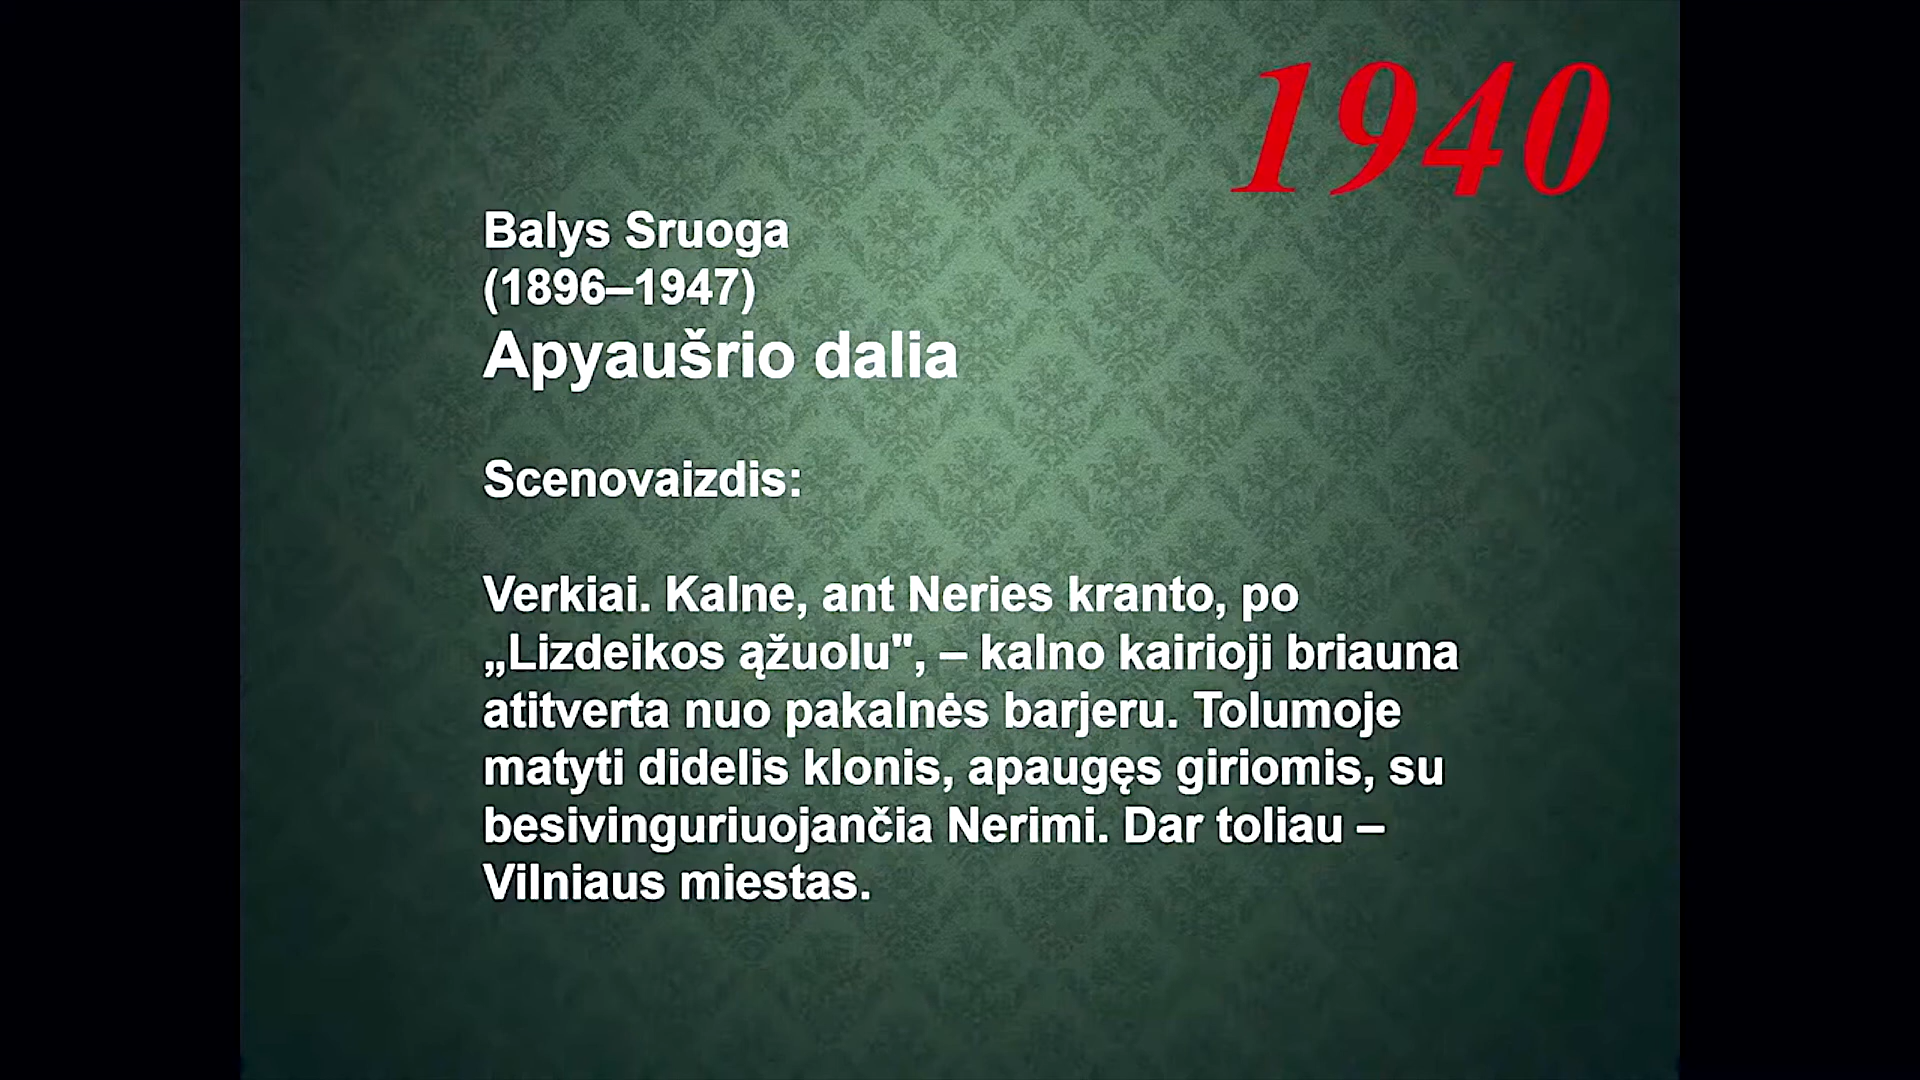 1940
Balys Sruoga
(1896–1947)
Apyaušrio dalia
Scenovaizdis:
Verkiai. Kalne, ant Neries kranto, po
„Lizdeikos ąžuolu", – kalno kairioji briauna
atitverta nuo pakalnės barjeru. Tolumoje
matyti didelis klonis, apaugęs giriomis, su
besivinguriuojančia Nerimi. Dar toliau –
Vilniaus miestas.